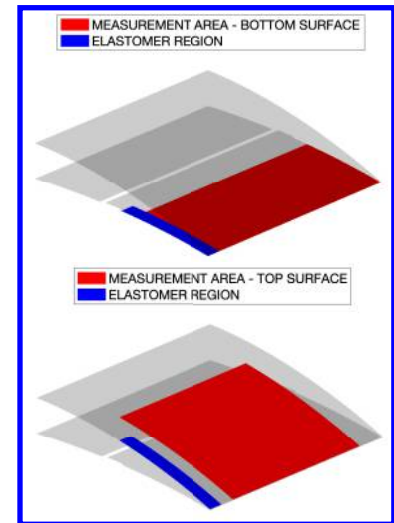 MEASUREMENT AREA - BOTTOM SURFACE
ELASTOMER REGION
MEASUREMENT AREA - TOP SURFACE
ELASTOMER REGION